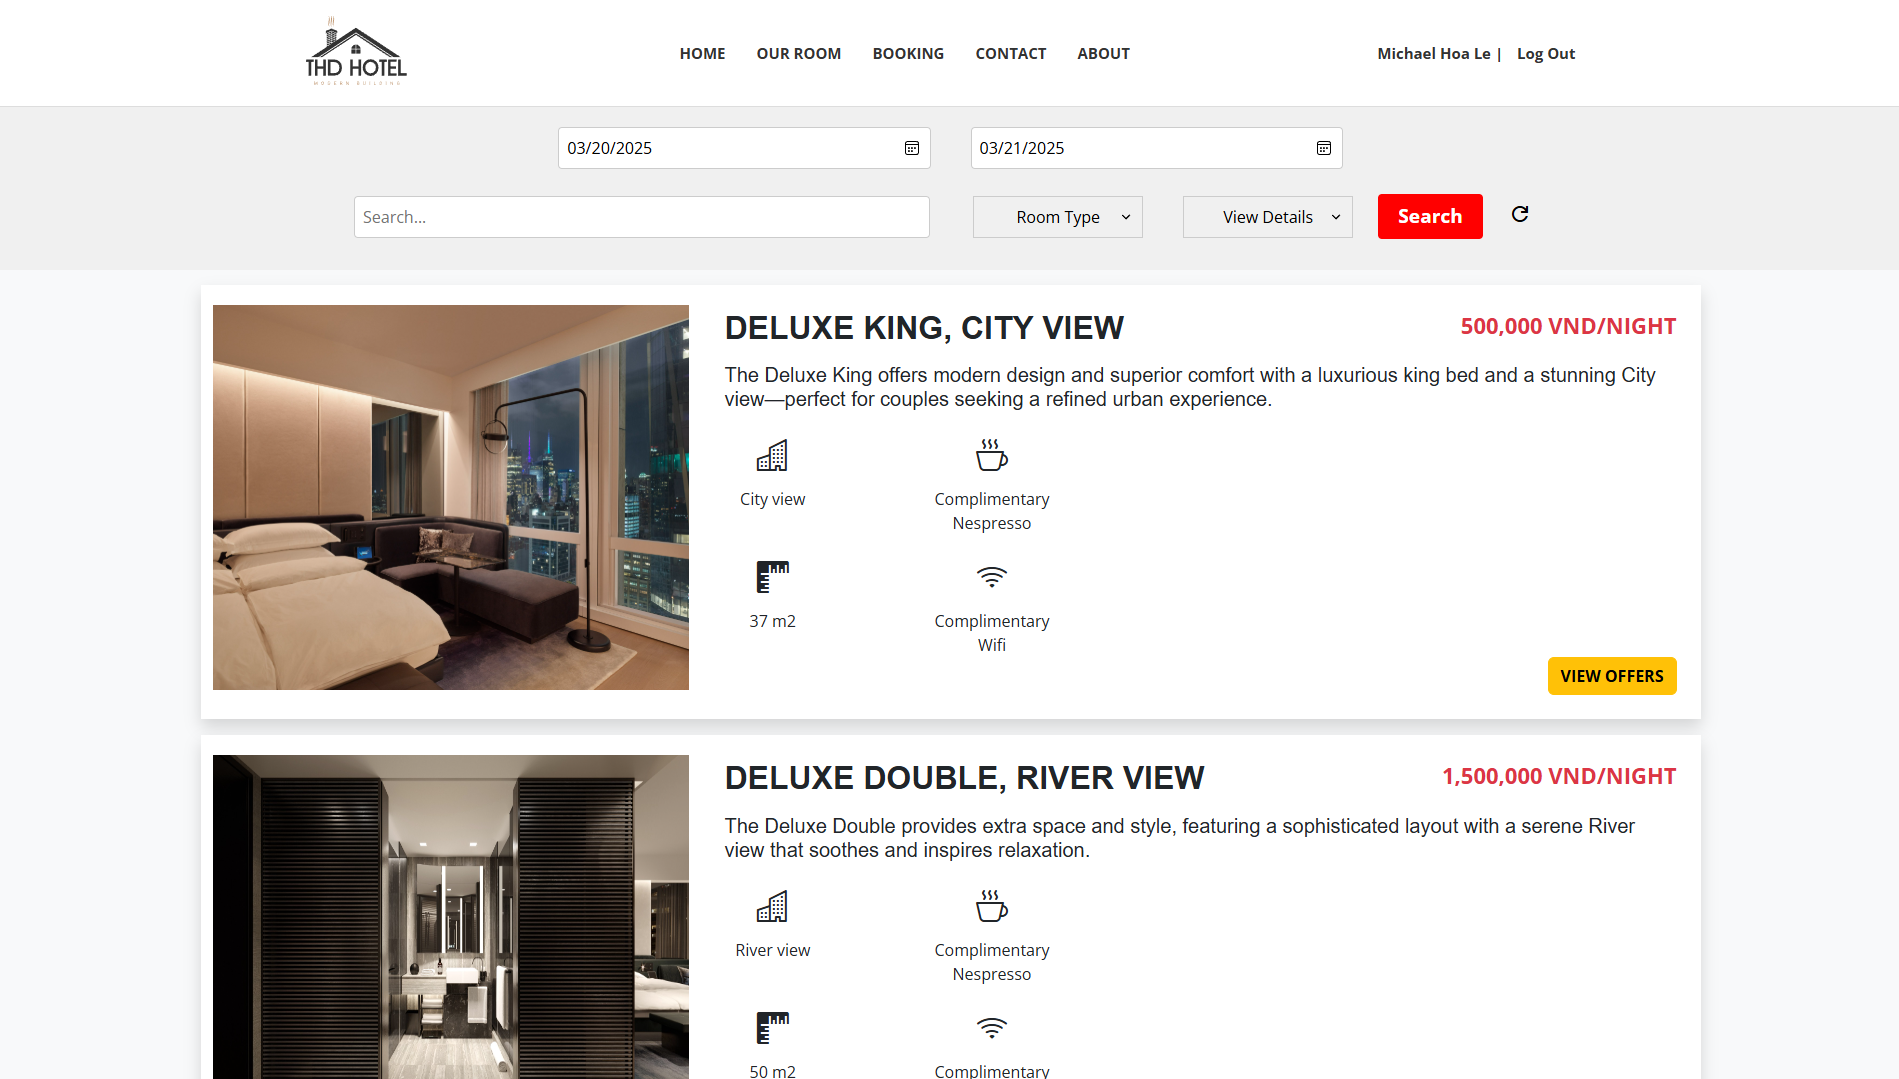 THD HOTEL
MODERN BUILDING
HOME
OUR ROOM
BOOKING
CONTACT
ABOUT
Michael Hoa Le |
Log Out
03/20/2025
03/21/2025
Search...
Room Type
View Details
Search
DELUXE KING, CITY VIEW
500,000 VND/NIGHT
The Deluxe King offers modern design and superior comfort with a luxurious king bed and a stunning City
view—perfect for couples seeking a refined urban experience.
City view
Complimentary
Nespresso
37 m2
Complimentary
Wifi
VIEW OFFERS
DELUXE DOUBLE, RIVER VIEW
1,500,000 VND/NIGHT
The Deluxe Double provides extra space and style, featuring a sophisticated layout with a serene River
view that soothes and inspires relaxation.
River view
Complimentary
Nespresso
50 m2
Complimentary